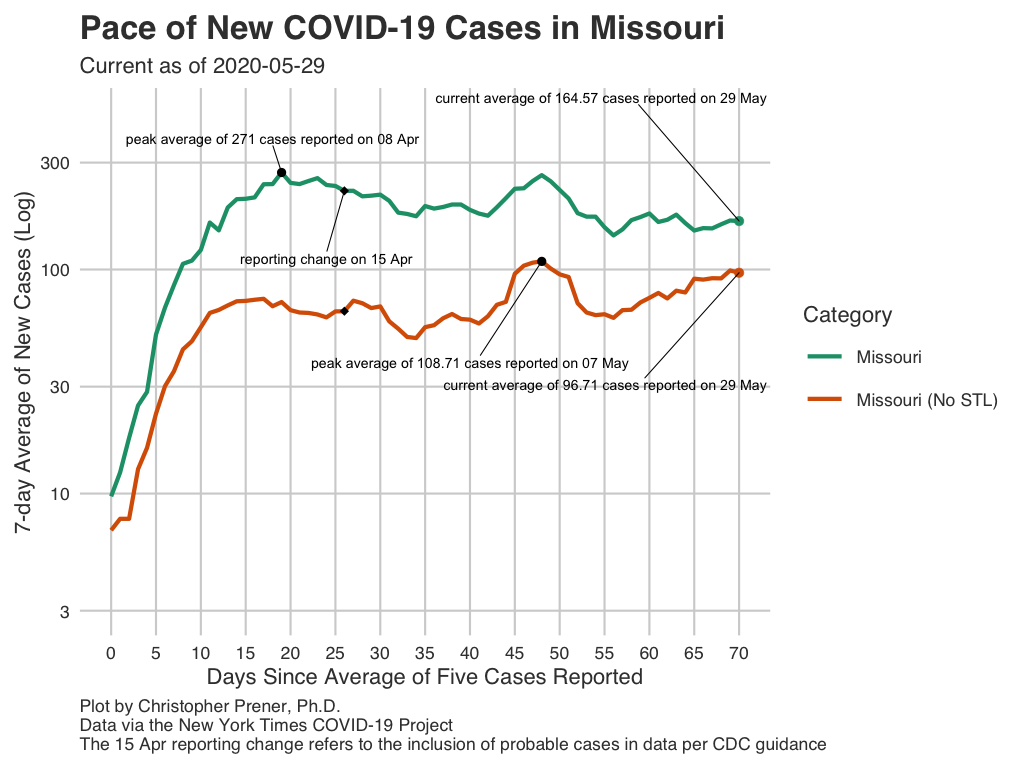 Pace of New COVID-19 Cases in Missouri
Current as of 2020-05-29
current average of 164.57 cases reported on 29 May
peak average of 271 cases reported on 08 Apr
300
reporting change on 15 Apr
100
peak average of 108.71 cases reported on 07 May
current average of 96.71 cases reported on 29 May
30
10
3
7-day Average of New Cases (Log)
Category
Missouri
Missouri (No STL)
0 5 10 15 20 25 30 35 40 45 50 55 60 65 70
Days Since Average of Five Cases Reported
Plot by Christopher Prener, Ph.D.
Data via the New York Times COVID-19 Project
The 15 Apr reporting change refers to the inclusion of probable cases in data per CDC guidance